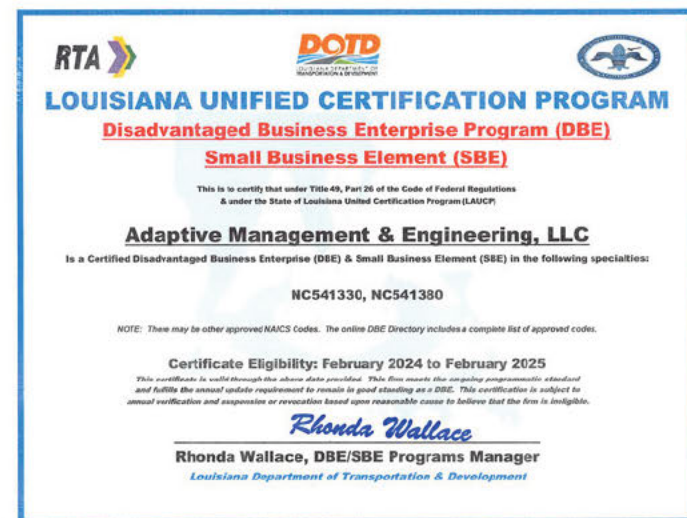 RTA
DOTD
LOUISIANA DEPARTMENT OF
TRANSPORTATION & DEVELOPMENT
LOUISIANA UNIFIED CERTIFICATION PROGRAM
Disadvantaged Business Enterprise Program (DBE)
Small Business Element (SBE)
This is to certify that under Title 49, Part 26 of the Code of Federal Regulations
& under the State of Louisiana United Certification Program (LAUCP)
Adaptive Management & Engineering, LLC
Is a Certified Disadvantaged Business Enterprise (DBE) & Small Business Element (SBE) in the following specialties:
NC541330, NC541380
NOTE: There may be other approved NAICS Codes. The online DBE Directory includes a complete list of approved codes.
Certificate Eligibility: February 2024 to February 2025
This certificate is valid through the above date provided. This firm meets the ongoing programmatic standard
and fulfills the annual update requirement to remain in good standing as a DBE. This certification is subject to
annual verification and suspension or revocation based upon reasonable cause to believe that the firm is ineligible.
Rhonda Wallace
Rhonda Wallace, DBE/SBE Programs Manager
Louisiana Department of Transportation & Development